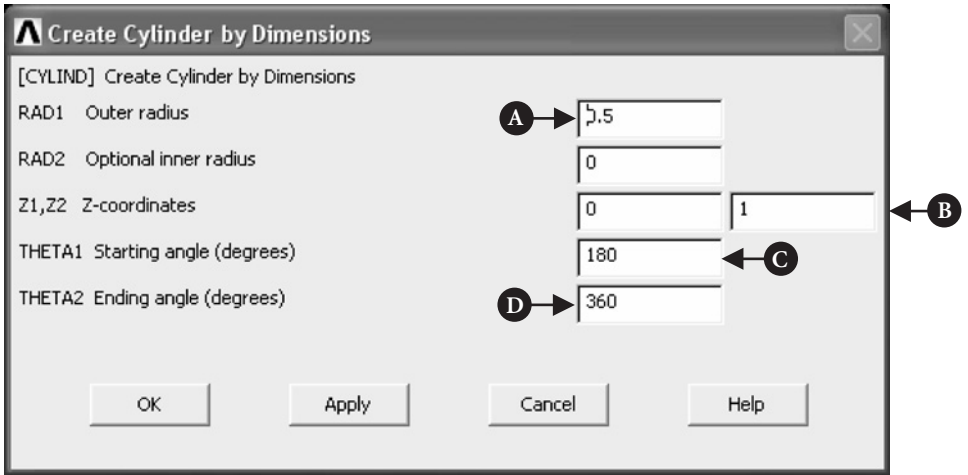 Create Cylinder by Dimensions
[CYLIND] Create Cylinder by Dimensions
RAD1 Outer radius
A
RAD2 Optional inner radius
0
Z1,Z2 Z-coordinates
0
1
B
THETA1 Starting angle (degrees)
180
C
THETA2 Ending angle (degrees)
D
360
OK
Apply
Cancel
Help